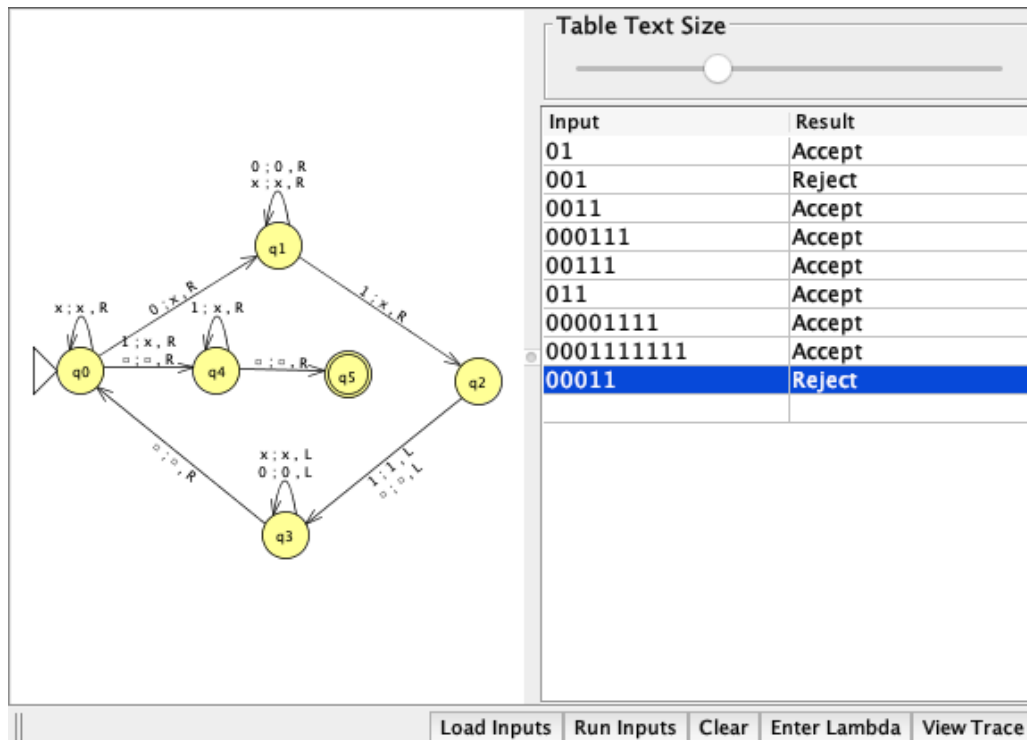 Table Text Size
Input Result
01 Accept
001 Reject
0011 Accept
000111 Accept
00111 Accept
011 Accept
00001111 Accept
0001111111 Accept
00011 Reject
0 ; 0 , R
x ; x , R
q1
x ; x , R
0 ; x , R
1 ; x , R
1 ; x , R
1 ; x , R
□ ; □ , R
□ ; □ , R
q0
q4
q5
q2
□ ; □ , R
x ; x , L
0 ; 0 , L
1 ; 1 , L
□ ; □ , L
q3
Load Inputs Run Inputs Clear Enter Lambda View Trace